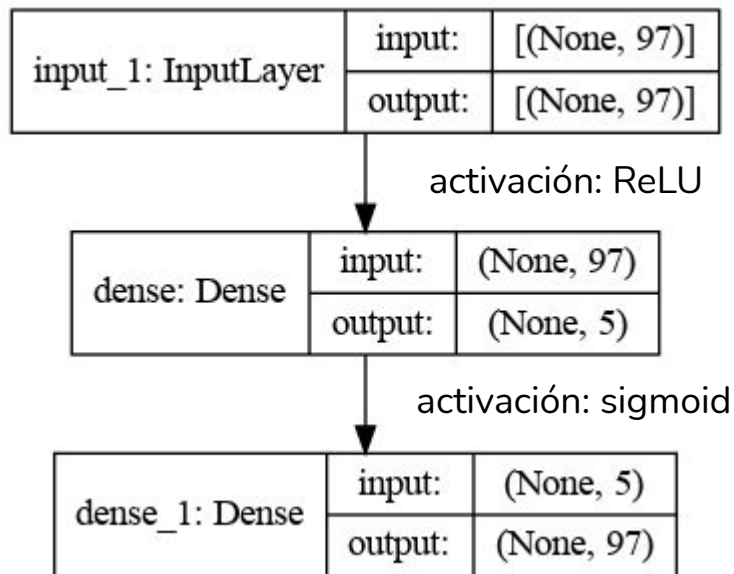 input_1: InputLayer
input: [(None, 97)]
output: [(None, 97)]
activación: ReLU
dense: Dense
input: (None, 97)
output: (None, 5)
activación: sigmoid
dense_1: Dense
input: (None, 5)
output: (None, 97)